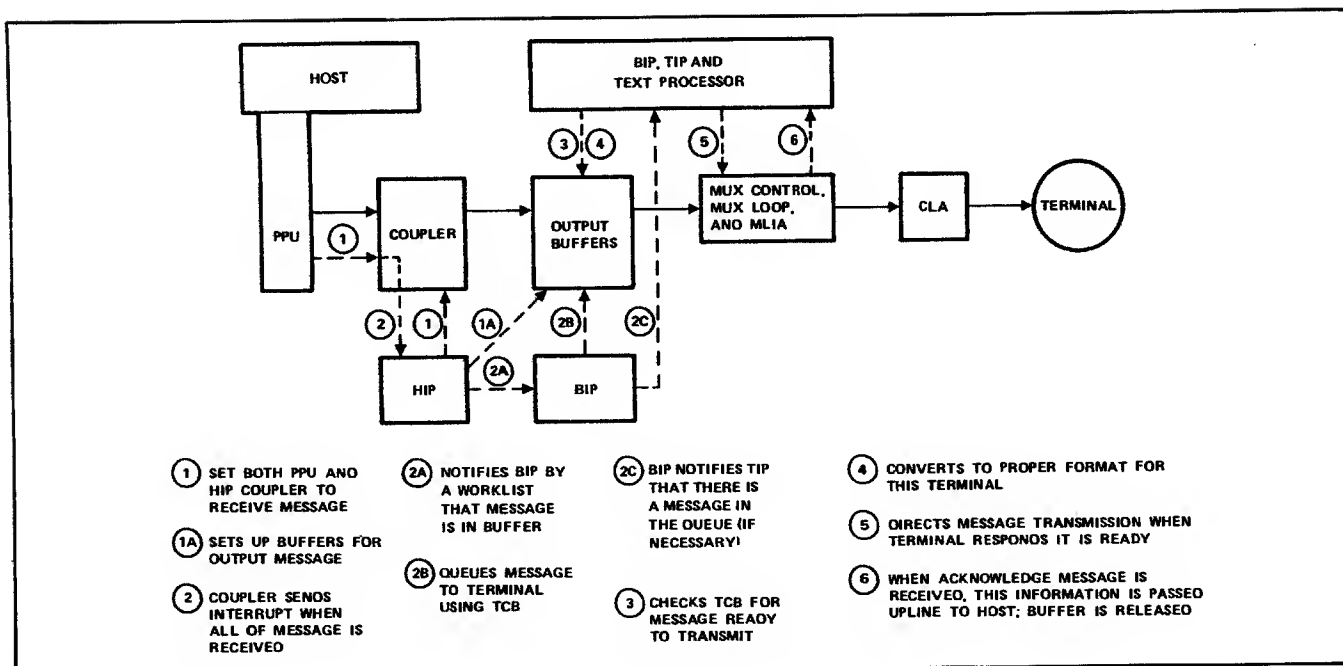 HOST
BIP, TIP AND
TEXT PROCESSOR
3
4
5
6
PPU
COUPLER
OUTPUT
BUFFERS
MUX CONTROL,
MUX LOOP,
ANO MLIA
CLA
TERMINAL
1
2
1
1A
2B
2C
2A
HIP
BIP
1 SET BOTH PPU AND
HIP COUPLER TO
RECEIVE MESSAGE
1A SETS UP BUFFERS FOR
OUTPUT MESSAGE
2 COUPLER SENOS
INTERRUPT WHEN
ALL OF MESSAGE IS
RECEIVED
2A NOTIFIES BIP BY
A WORKLIST
THAT MESSAGE
IS IN BUFFER
2B QUEUES MESSAGE
TO TERMINAL
USING TCB
2C BIP NOTIFIES TIP
THAT THERE IS
A MESSAGE IN
THE QUEUE (IF
NECESSARY)
3 CHECKS TCB FOR
MESSAGE READY
TO TRANSMIT
4 CONVERTS TO PROPER FORMAT FOR
THIS TERMINAL
5 OIRECTS MESSAGE TRANSMISSION WHEN
TERMINAL RESPONOS IT IS READY
6 WHEN ACKNOWLEDGE MESSAGE IS
RECEIVED, THIS INFORMATION IS PASSEO
UPLINE TO HOST; BUFFER IS RELEASED